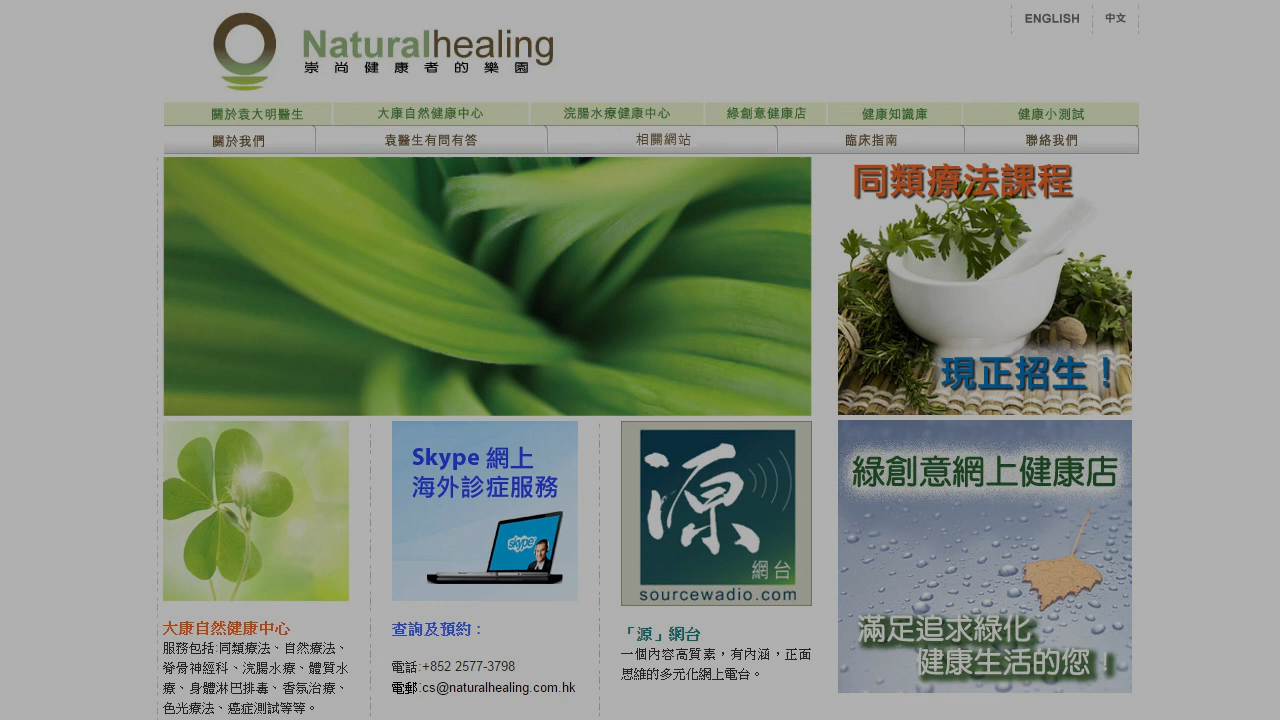 ENGLISH 中文
Naturalhealing
崇尚健康者的樂園
關於袁大明醫生 大康自然健康中心 浣腸水療健康中心 綠創意健康店 健康知識庫 健康小測試
關於我們 袁醫生有問有答 相關網站 臨床指南 聯絡我們
同類療法課程
現正招生！
Skype 網上
海外診症服務
skype
源
網台
sourcewadio.com
綠創意網上健康店
滿足追求綠化
健康生活的您！
大康自然健康中心
服務包括 同類療法、自然療法、
脊骨神經科、浣腸水療、
療、身體淋巴排毒、
色光療法、癌症測試等等。
查詢及預約：
電話:+852 2577-3798
電郵:cs@naturalhealing.com.hk
「源」網台
一個內容高質素，有內涵，正面
思維的多元化網上電台。